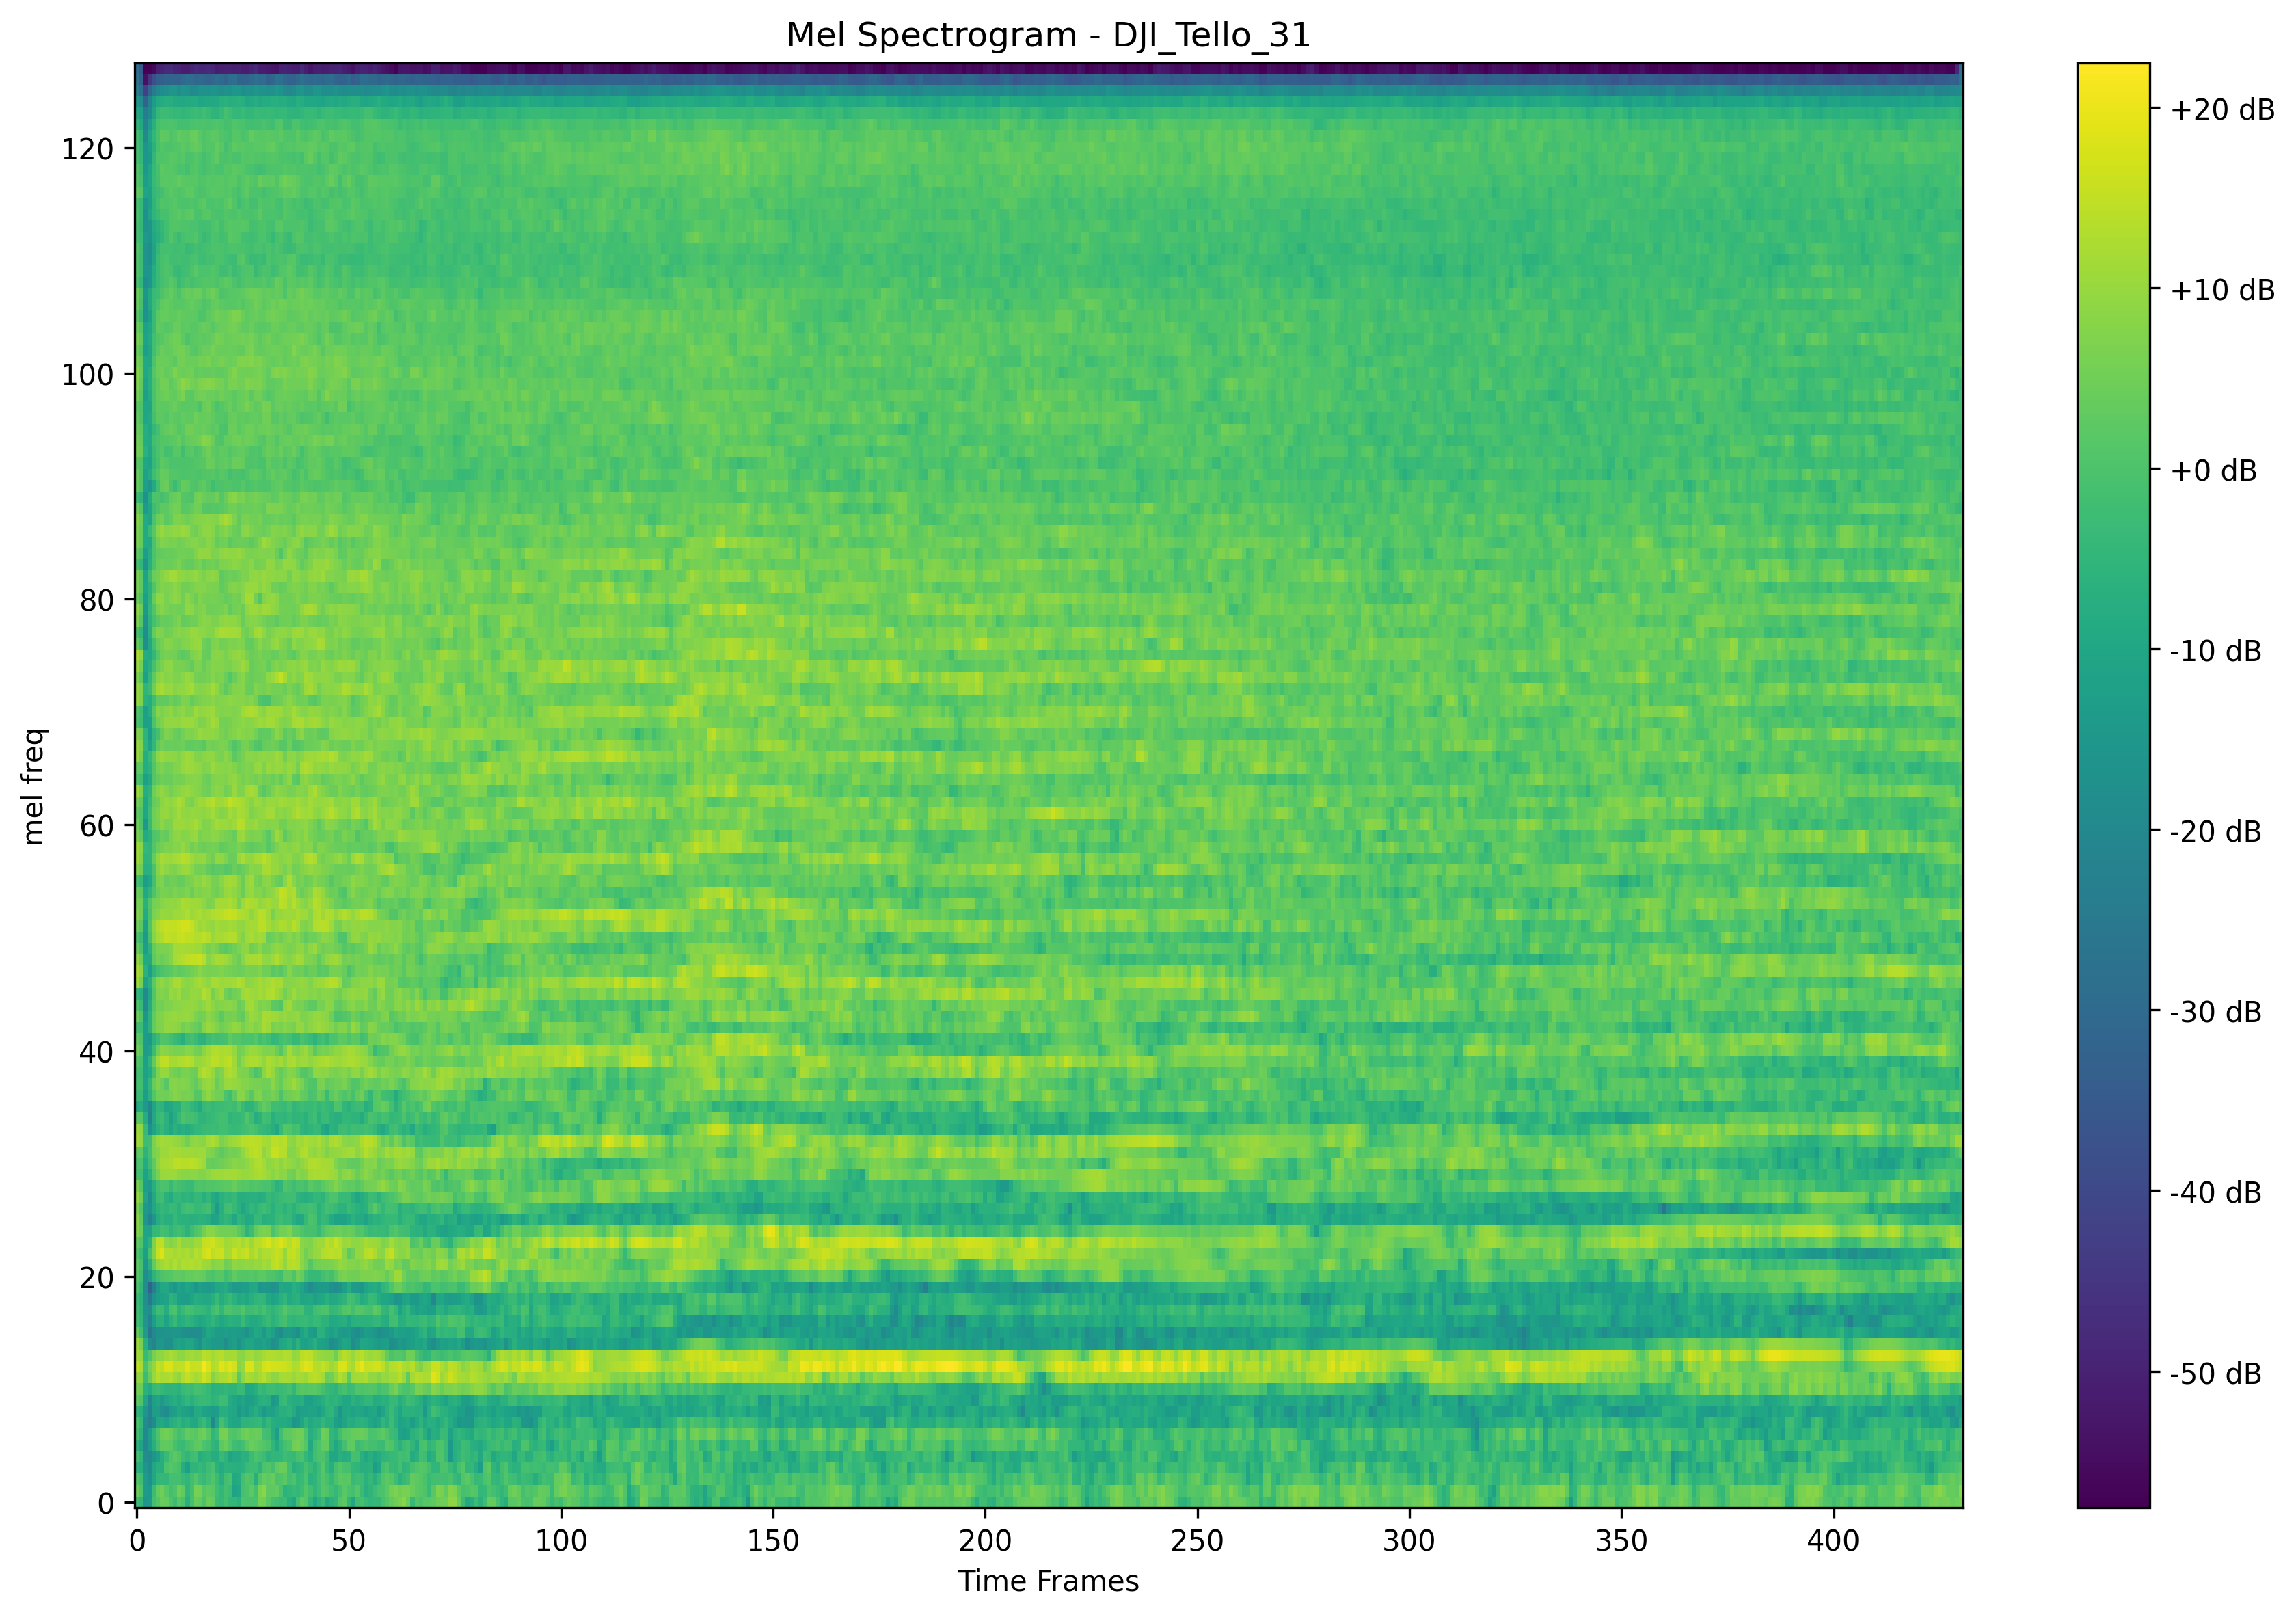 Mel Spectrogram - DJI_Tello_31
mel freq
120
100
80
60
40
20
0
0 50 100 150 200 250 300 350 400
Time Frames
+20 dB
+10 dB
+0 dB
-10 dB
-20 dB
-30 dB
-40 dB
-50 dB